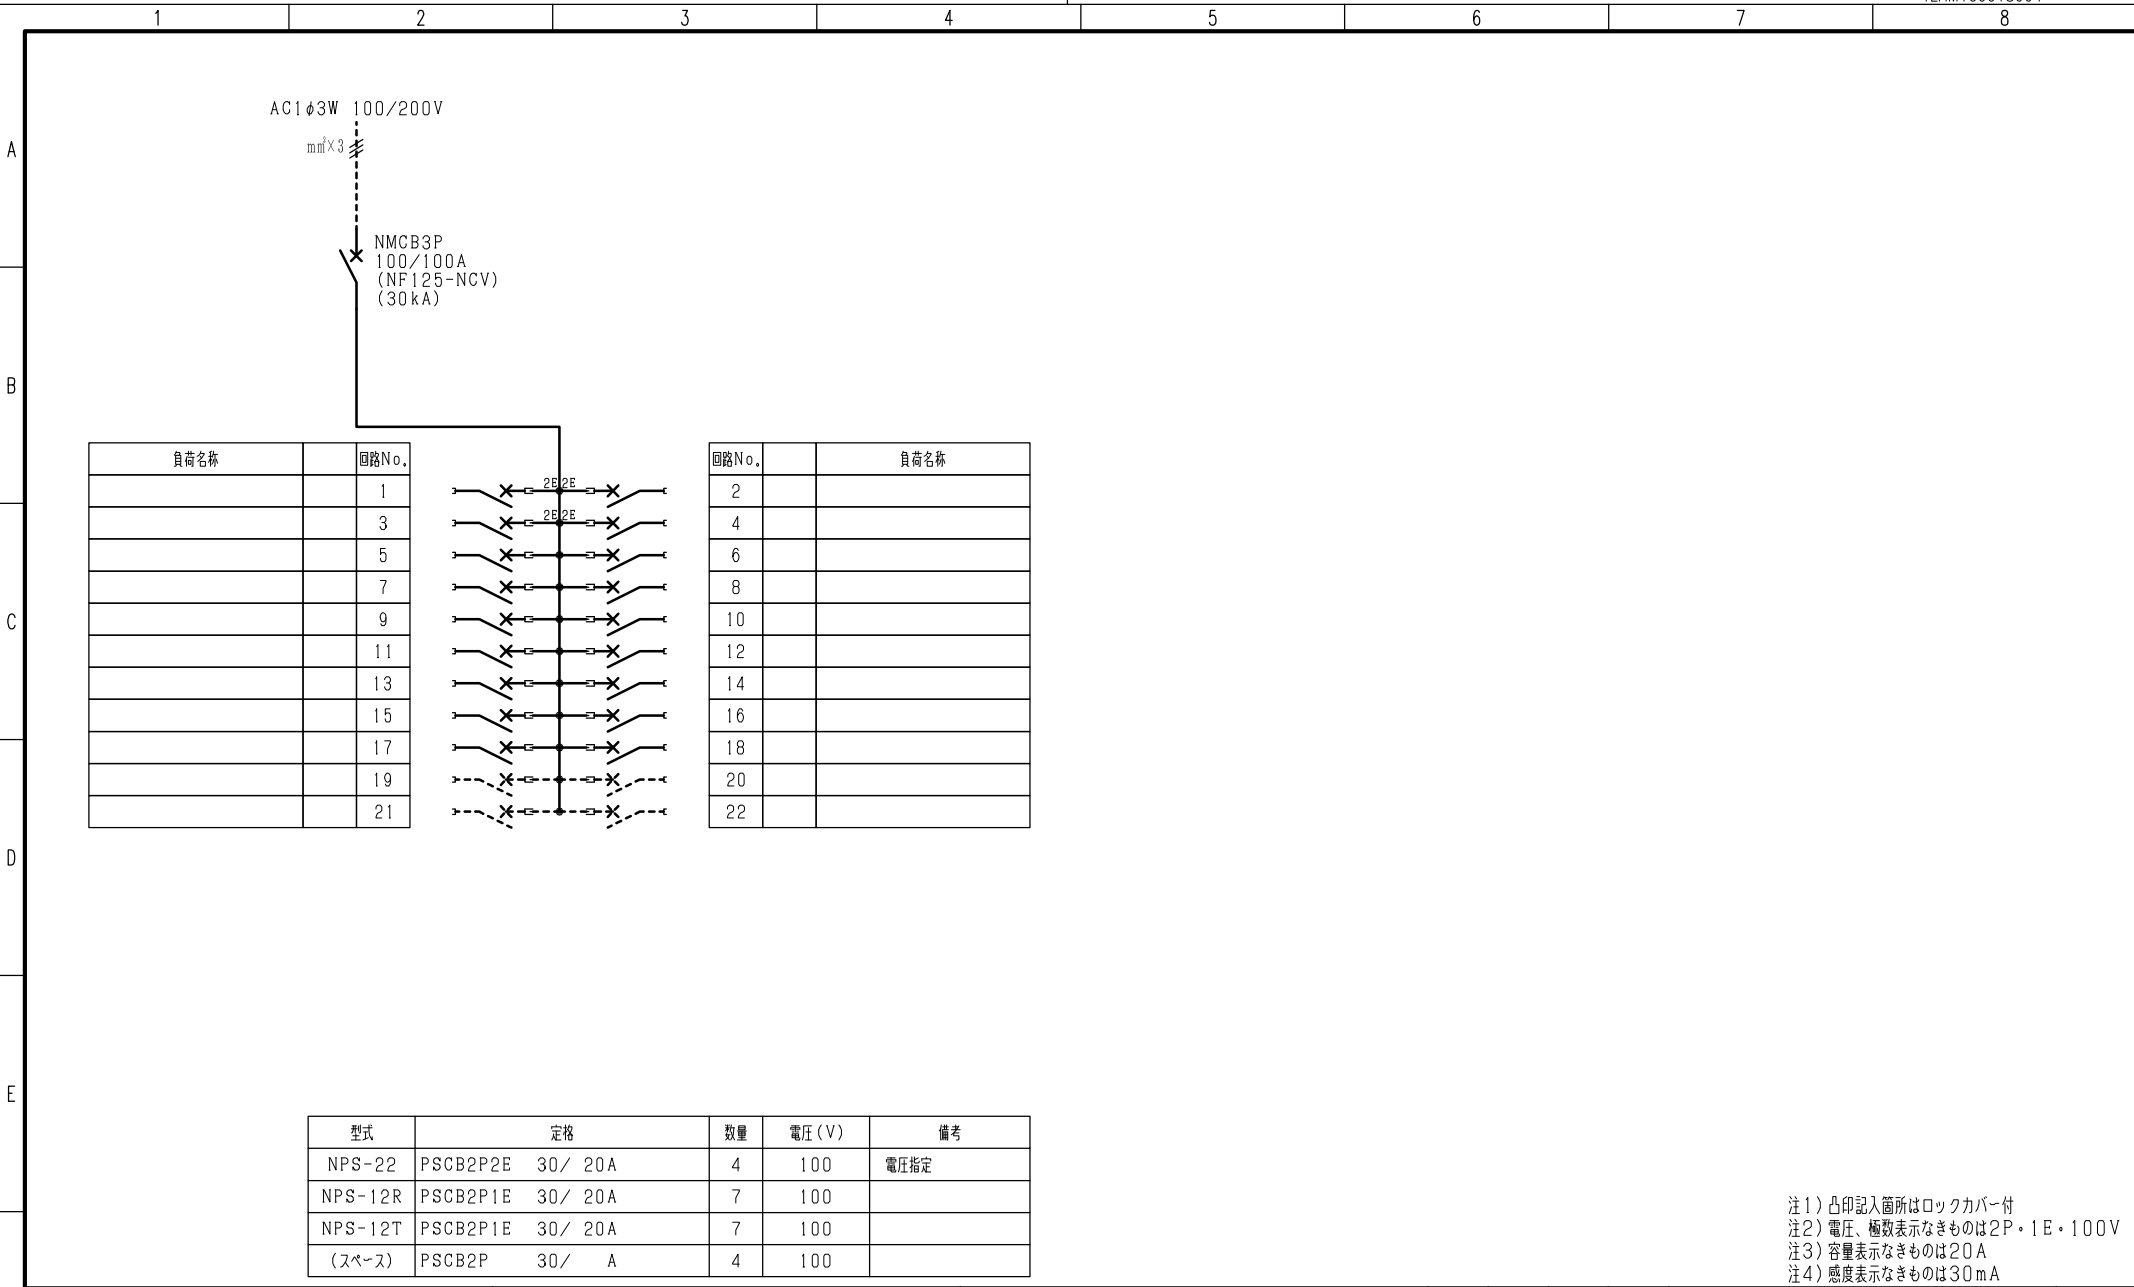 1 2 3 4 5 6 7 8
A
B
C
D
E
AC1φ3W 100/200V
mm²×3
NMCB3P
100/100A
(NF125-NCV)
(30kA)
負荷名称 回路No. 回路No. 負荷名称
1 2E 2E 2
3 2E 2E 4
5 6
7 8
9 10
11 12
13 14
15 16
17 18
19 20
21 22
型式 定格 数量 電圧(V) 備考
NPS-22 PSCB2P2E 30/ 20A 4 100 電圧指定
NPS-12R PSCB2P1E 30/ 20A 7 100
NPS-12T PSCB2P1E 30/ 20A 7 100
(スペース) PSCB2P 30/ A 4 100
注1)凸印記入箇所はロックカバー付
注2)電圧、極数表示なきものは2P・1E・100V
注3)容量表示なきものは20A
注4)感度表示なきものは30mA